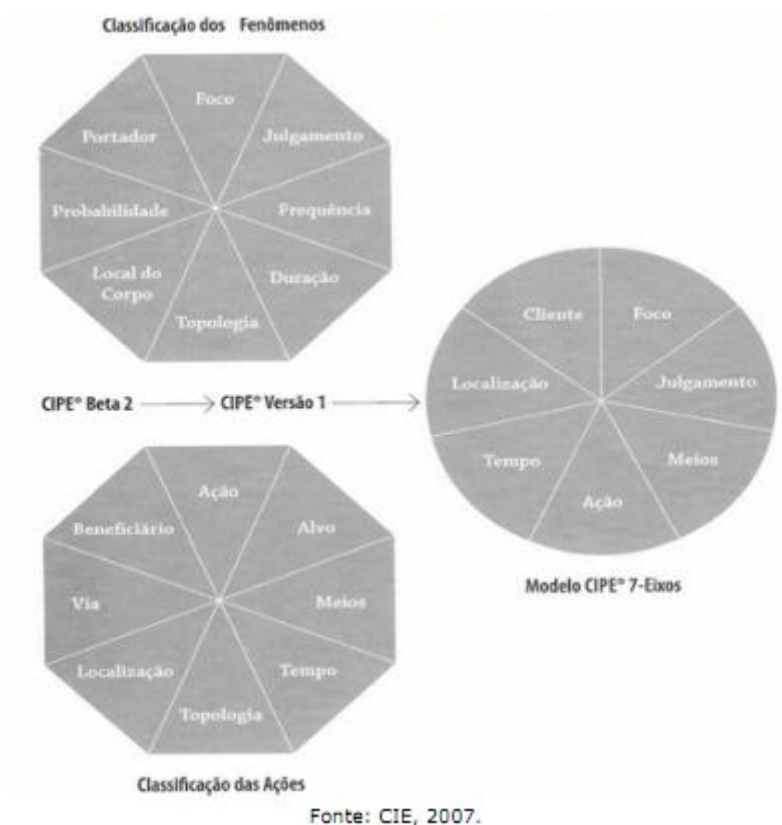 Classificação dos Fenômenos
Foco
Portador
Julgamento
Probabilidade
Frequência
Local do
Corpo
Duração
Topologia
CIPE® Beta 2
CIPE® Versão 1
Cliente
Foco
Localização
Julgamento
Tempo
Meios
Ação
Modelo CIPE® 7-Eixos
Ação
Beneficiário
Alvo
Via
Meios
Localização
Tempo
Topologia
Classificação das Ações
Fonte: CIE, 2007.